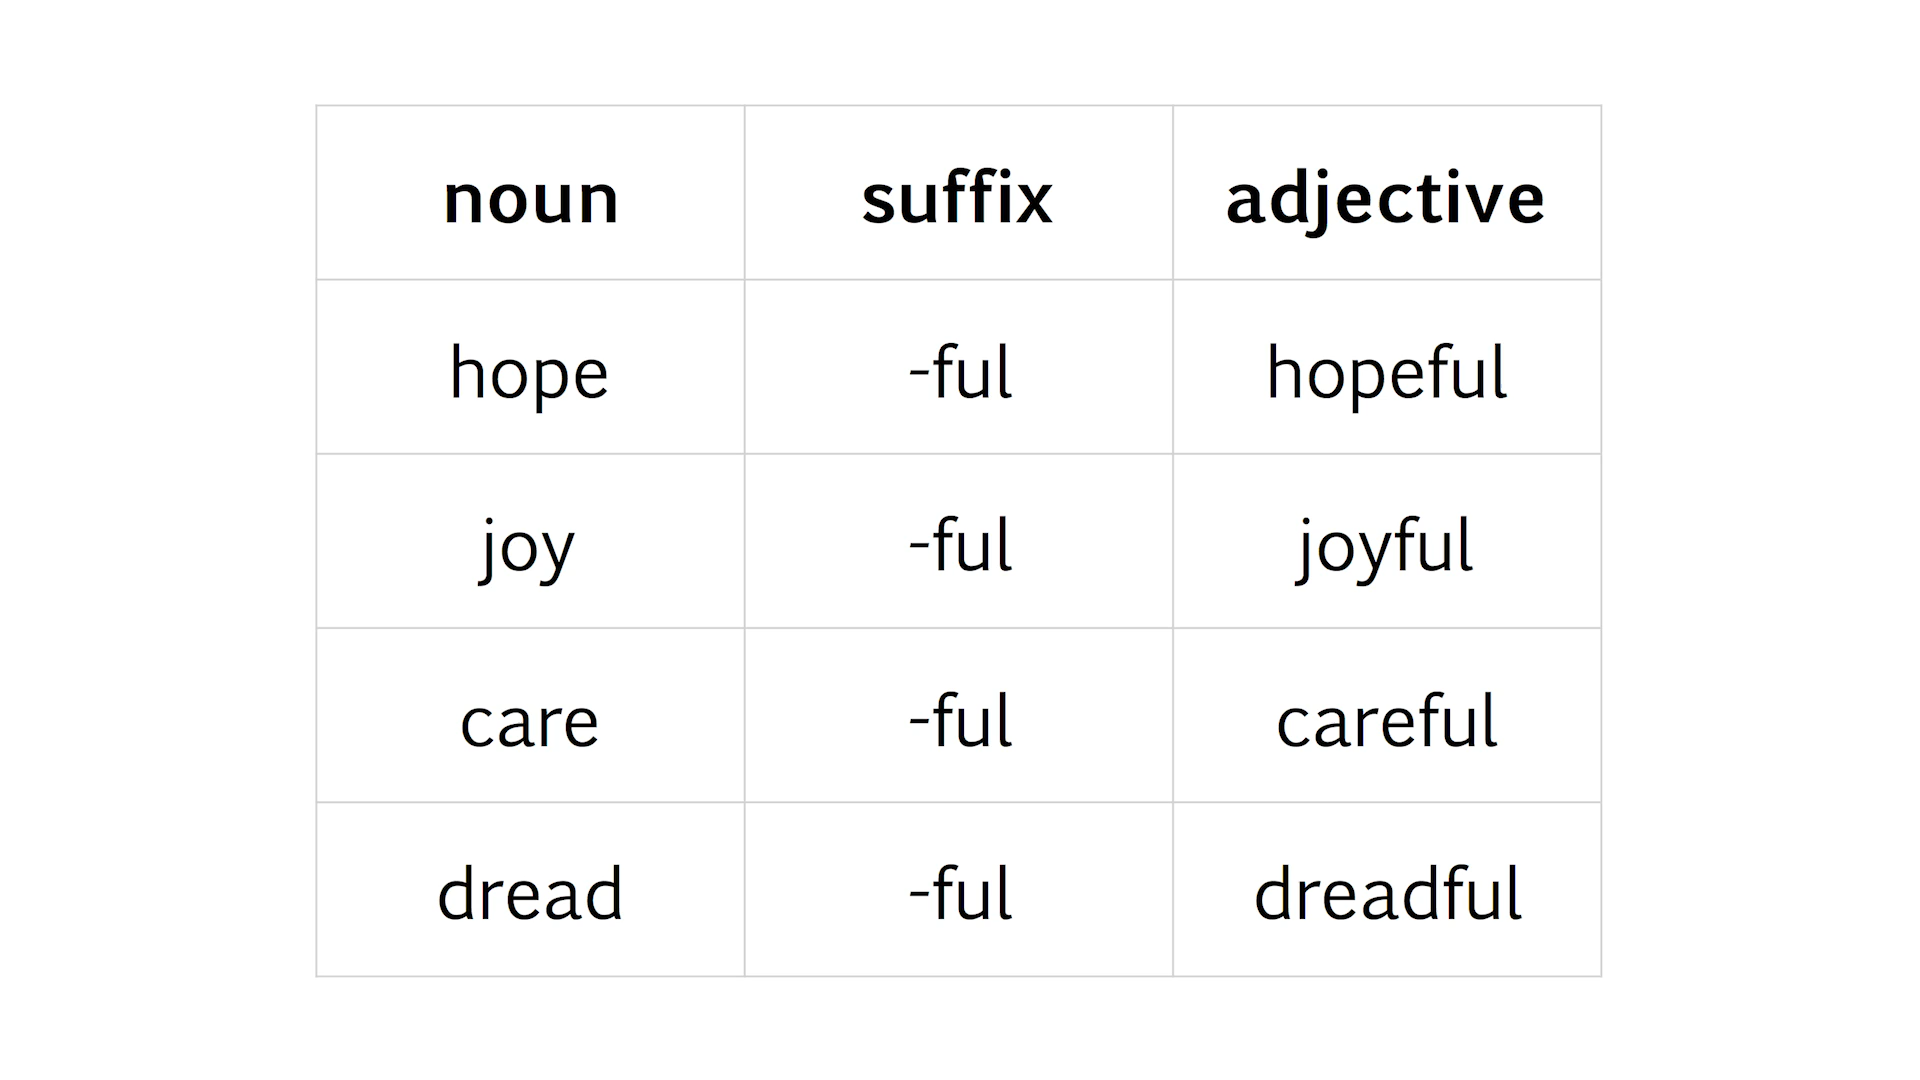 noun suffix adjective
hope -ful hopeful
joy -ful joyful
care -ful careful
dread -ful dreadful